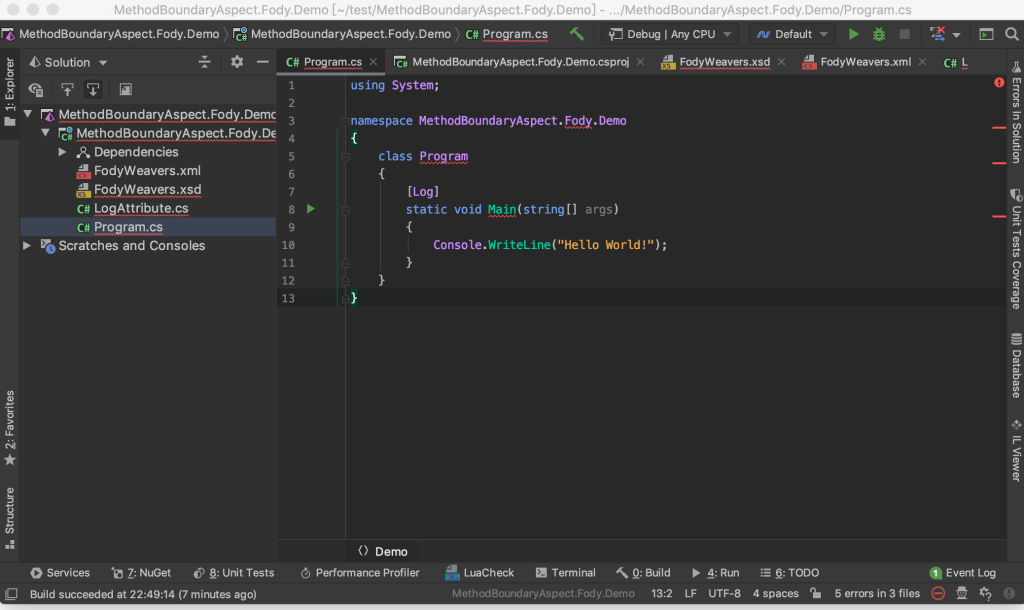 MethodBoundaryAspect.Fody.Demo [~/test/MethodBoundaryAspect.Fody.Demo] - .../MethodBoundaryAspect.Fody.Demo/Program.cs
MethodBoundaryAspect.Fody.Demo
MethodBoundaryAspect.Fody.Demo
C# Program.cs
Debug | Any CPU
Default
1: Explorer
Solution
C# Program.cs
MethodBoundaryAspect.Fody.Demo.csproj
FodyWeavers.xsd
FodyWeavers.xml
C# L
MethodBoundaryAspect.Fody.Demo
MethodBoundaryAspect.Fody.De
Dependencies
FodyWeavers.xml
FodyWeavers.xsd
C# LogAttribute.cs
C# Program.cs
Scratches and Consoles
2: Favorites
Structure
1 using System;
2
3 namespace MethodBoundaryAspect.Fody.Demo
4 {
5 class Program
6 {
7 [Log]
8 static void Main(string[] args)
9 {
10 Console.WriteLine("Hello World!");
11 }
12 }
13 }
Demo
Errors In Solution
Unit Tests Coverage
Database
IL Viewer
Services
7: NuGet
8: Unit Tests
Performance Profiler
LuaCheck
Terminal
0: Build
4: Run
6: TODO
1 Event Log
Build succeeded at 22:49:14 (7 minutes ago)
MethodBoundaryAspect.Fody.Demo
13:2
LF
UTF-8
4 spaces
5 errors in 3 files